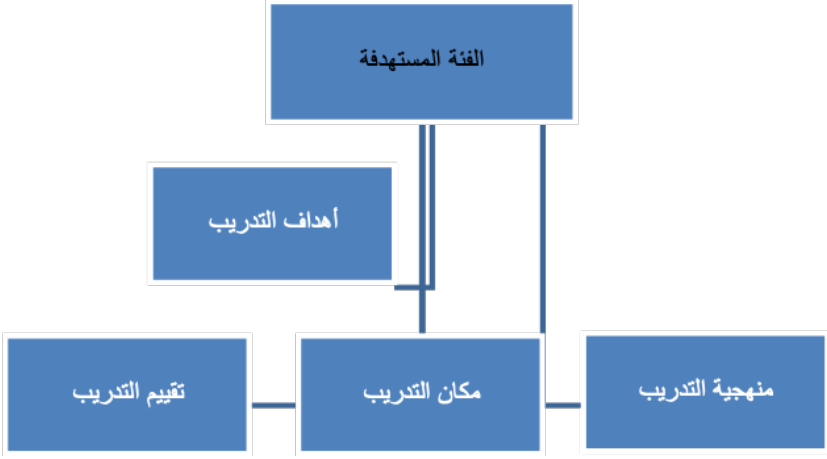 الفئة المستهدفة
أهداف التدريب
منهجية التدريب
مكان التدريب
تقييم التدريب